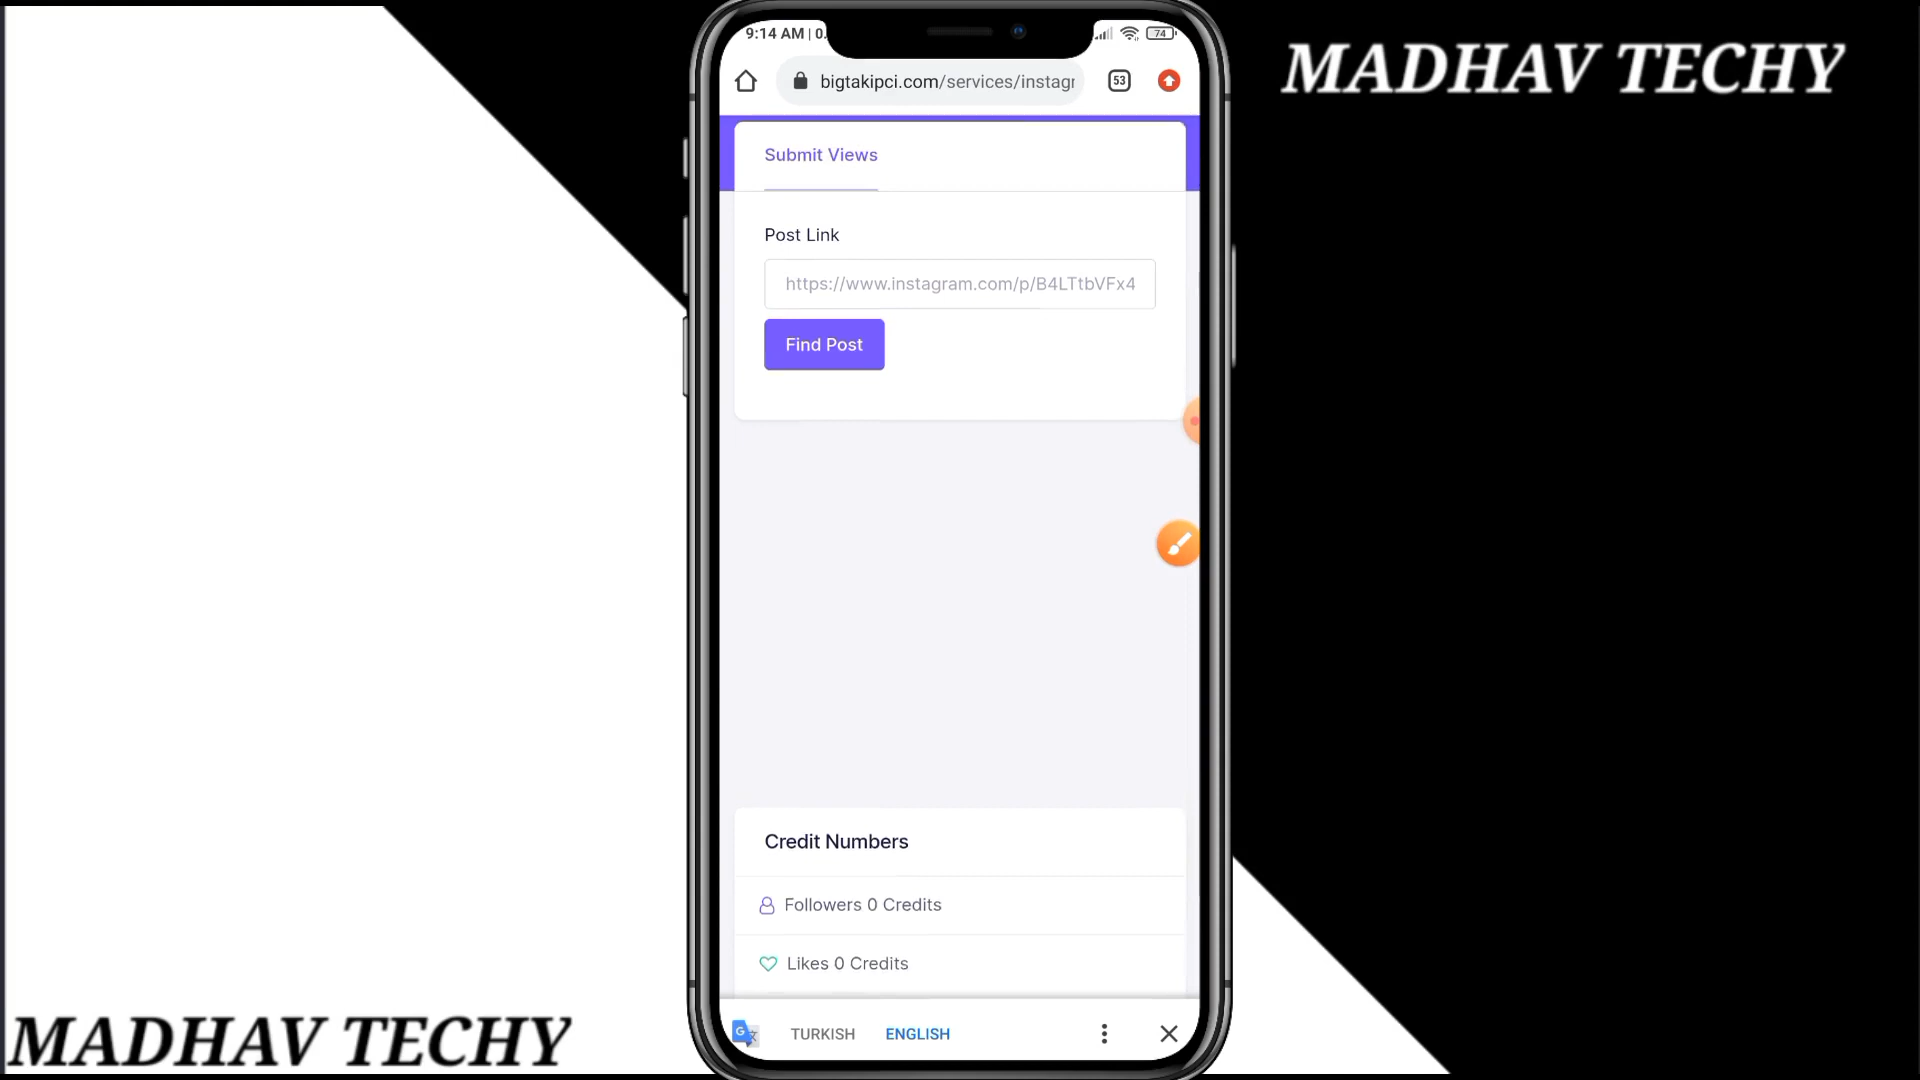 MADHAV TECHY
9:14 AM | 0.
74
bigtakipci.com/services/instagr
53
Submit Views
Post Link
https://www.instagram.com/p/B4LTtbVFx4
Find Post
Credit Numbers
Followers 0 Credits
Likes 0 Credits
G
TURKISH
ENGLISH
MADHAV TECHY